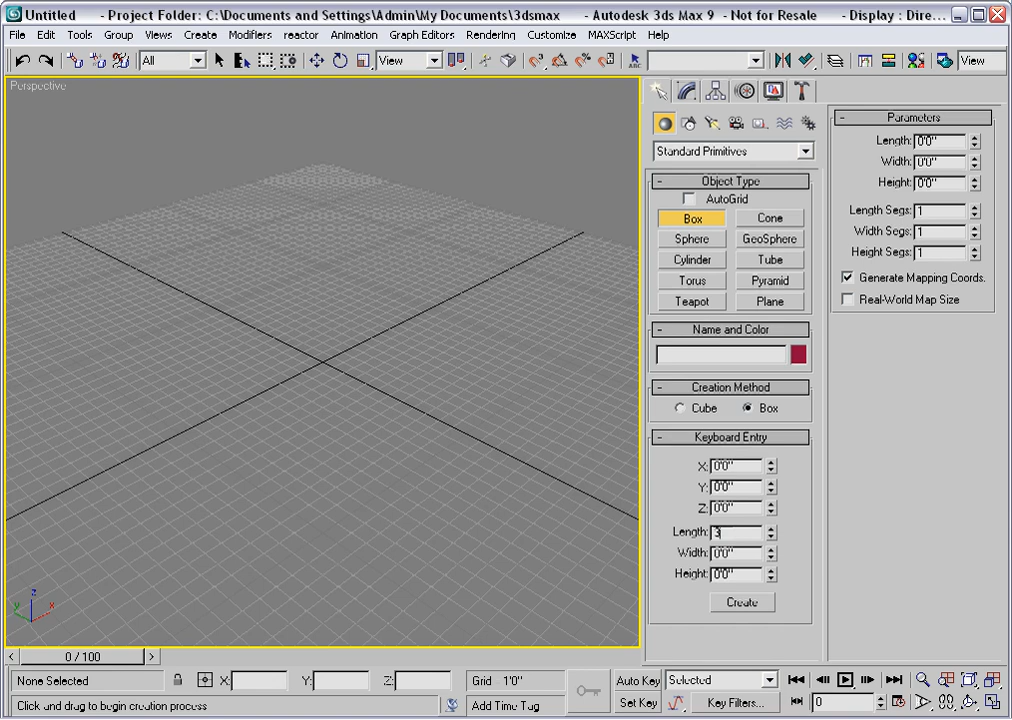 Untitled - Project Folder: C:\Documents and Settings\Admin\My Documents\3dsmax - Autodesk 3ds Max 9 - Not for Resale - Display : Dire...
File Edit Tools Group Views Create Modifiers reactor Animation Graph Editors Rendering Customize MAXScript Help
All View View
Perspective
Standard Primitives
- Object Type
AutoGrid
Box Cone
Sphere GeoSphere
Cylinder Tube
Torus Pyramid
Teapot Plane
- Name and Color
- Creation Method
Cube Box
- Keyboard Entry
X: 0'0"
Y: 0'0"
Z: 0'0"
Length: 3
Width: 0'0"
Height: 0'0"
Create
- Parameters
Length: 0'0"
Width: 0'0"
Height: 0'0"
Length Segs: 1
Width Segs: 1
Height Segs: 1
Generate Mapping Coords.
Real-World Map Size
z
y x
< 0 / 100 >
None Selected X: Y: Z: Grid = 1'0" Auto Key Selected
Click and drag to begin creation process Add Time Tag Set Key Key Filters... 0